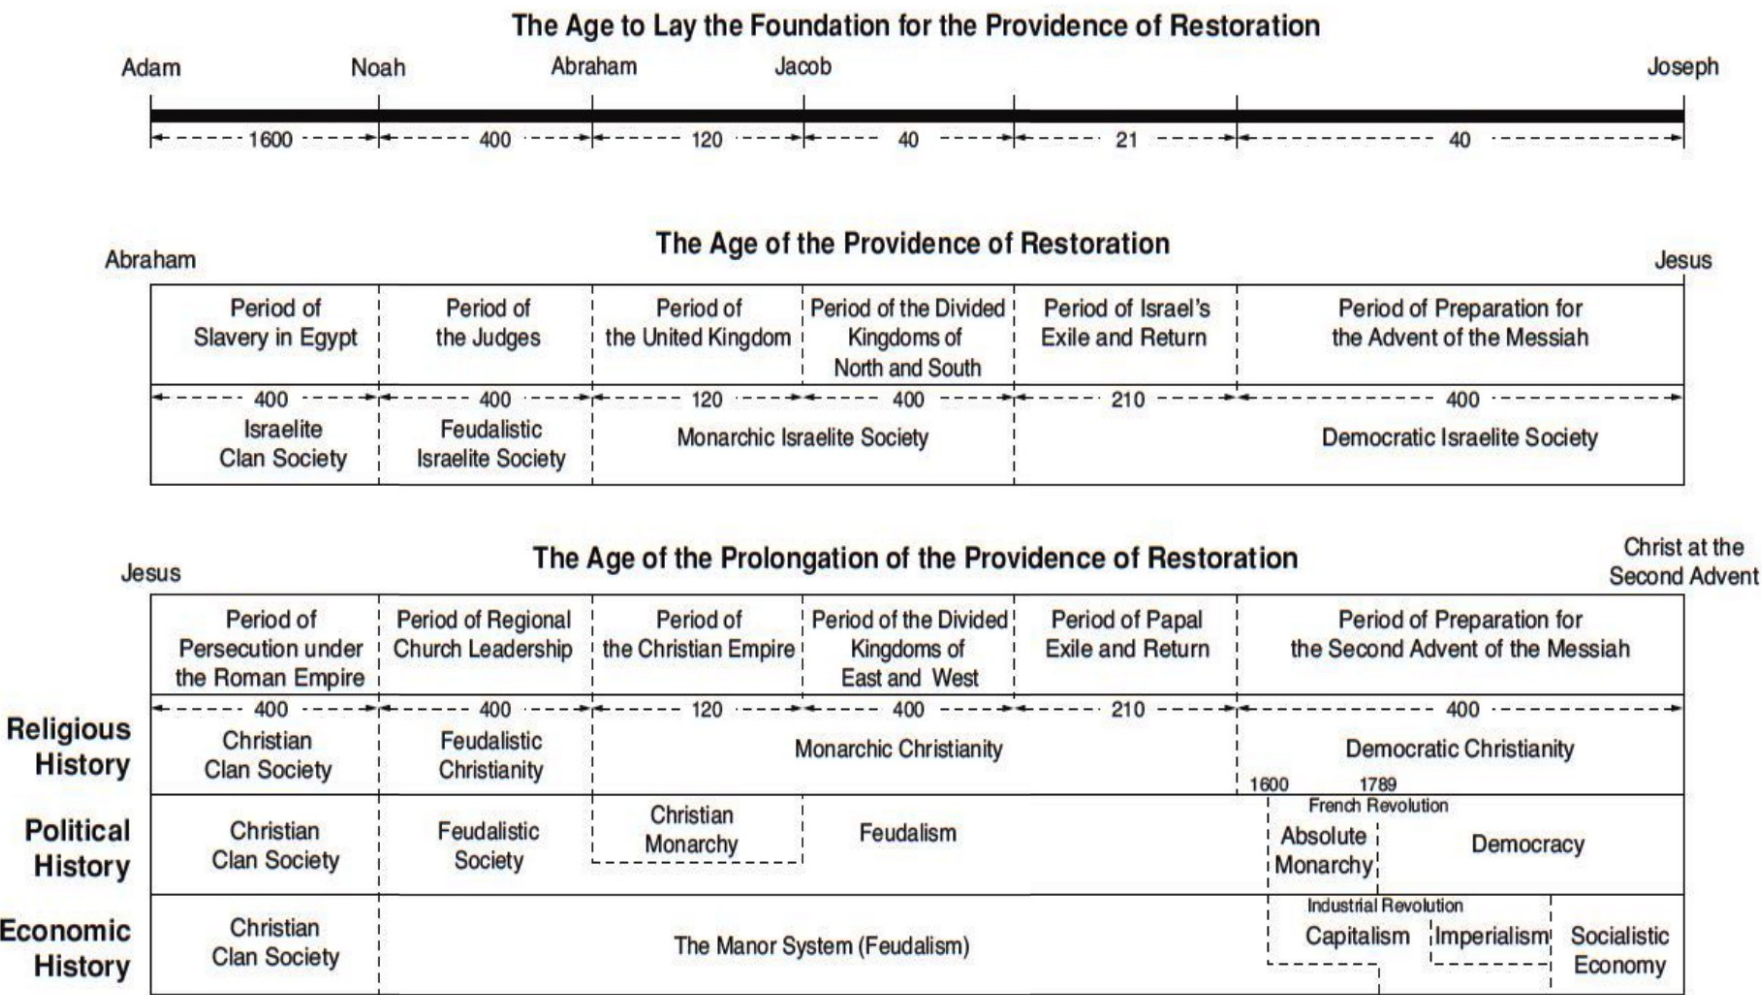 The Age to Lay the Foundation for the Providence of Restoration
Adam Noah Abraham Jacob Joseph
1600 400 120 40 21 40
The Age of the Providence of Restoration
Abraham Jesus
Period of
Slavery in Egypt
Period of
the Judges
Period of
the United Kingdom
Period of the Divided
Kingdoms of
North and South
Period of Israel's
Exile and Return
Period of Preparation for
the Advent of the Messiah
400 400 120 400 210 400
Israelite
Clan Society
Feudalistic
Israelite Society
Monarchic Israelite Society
Democratic Israelite Society
The Age of the Prolongation of the Providence of Restoration
Jesus
Christ at the
Second Advent
Period of
Persecution under
the Roman Empire
Period of Regional
Church Leadership
Period of
the Christian Empire
Period of the Divided
Kingdoms of
East and West
Period of Papal
Exile and Return
Period of Preparation for
the Second Advent of the Messiah
400 400 120 400 210 400
Religious
History
Christian
Clan Society
Feudalistic
Christianity
Monarchic Christianity
Democratic Christianity
1600 1789
Political
History
Christian
Clan Society
Feudalistic
Society
Christian
Monarchy
Feudalism
French Revolution
Absolute
Monarchy
Democracy
Economic
History
Christian
Clan Society
The Manor System (Feudalism)
Industrial Revolution
Capitalism
Imperialism
Socialistic
Economy